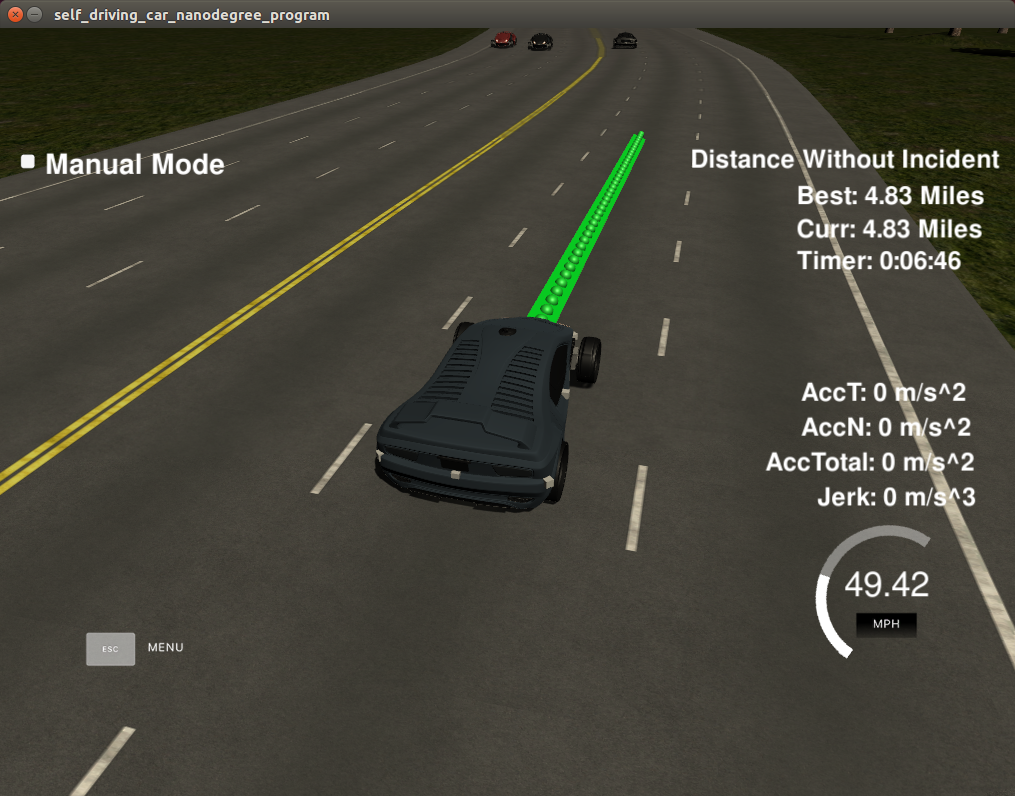 self_driving_car_nanodegree_program
Manual Mode
Distance Without Incident
Best: 4.83 Miles
Curr: 4.83 Miles
Timer: 0:06:46
AccT: 0 m/s^2
AccN: 0 m/s^2
AccTotal: 0 m/s^2
Jerk: 0 m/s^3
49.42
MPH
ESC MENU